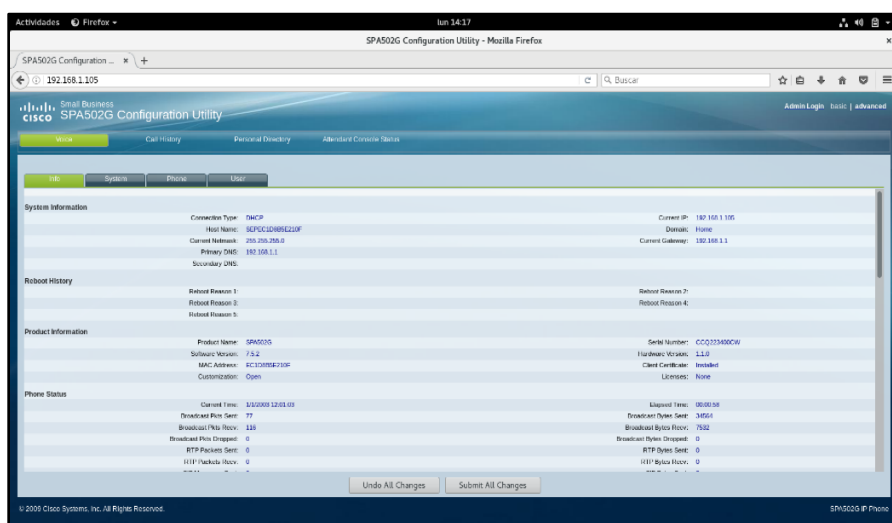 Actividades Firefox lun 14:17
SPA502G Configuration Utility - Mozilla Firefox
SPA502G Configuration ...
192.168.1.105 Buscar
Small Business
CISCO SPA502G Configuration Utility
Admin Login basic | advanced
Voice Call History Personal Directory Attendant Console Status
Info System Phone User
System Information
Connection Type: DHCP Current IP: 192.168.1.105
Host Name: SEPEC1D8B5E210F Domain: Home
Current Netmask: 255.255.255.0 Current Gateway: 192.168.1.1
Primary DNS: 192.168.1.1
Secondary DNS:
Reboot History
Reboot Reason 1: Reboot Reason 2:
Reboot Reason 3: Reboot Reason 4:
Reboot Reason 5:
Product Information
Product Name: SPA502G Serial Number: CCQ223400CW
Software Version: 7.5.2 Hardware Version: 1.1.0
MAC Address: EC1D8B5E210F Client Certificate: Installed
Customization: Open Licenses: None
Phone Status
Current Time: 1/1/2003 12:01:03 Elapsed Time: 00:00:58
Broadcast Pkts Sent: 77 Broadcast Bytes Sent: 34564
Broadcast Pkts Recv: 116 Broadcast Bytes Recv: 7532
Broadcast Pkts Dropped: 0 Broadcast Bytes Dropped: 0
RTP Packets Sent: 0 RTP Bytes Sent: 0
RTP Packets Recv: 0 RTP Bytes Recv: 0
Undo All Changes Submit All Changes
© 2009 Cisco Systems, Inc. All Rights Reserved. SPA502G IP Phone